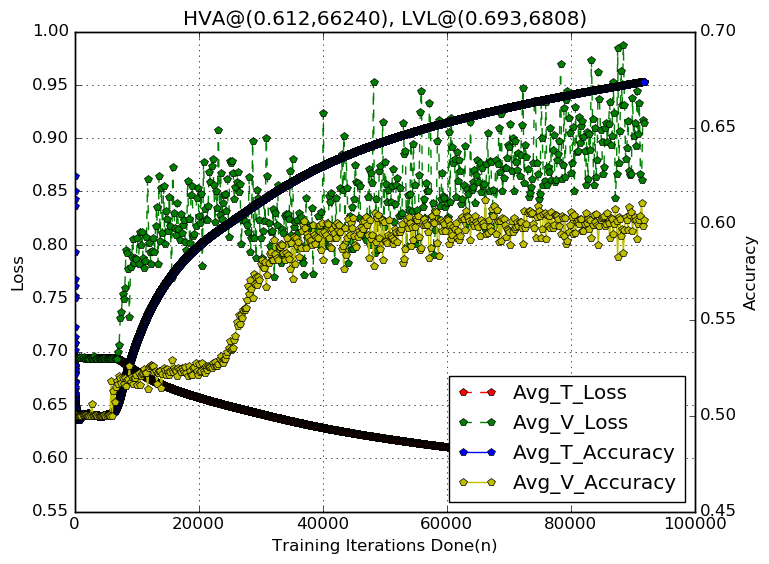 HVA@(0.612,66240), LVL@(0.693,6808)
1.00
0.95
0.90
0.85
0.80
0.75
0.70
0.65
0.60
0.55
Loss
0.70
0.65
0.60
0.55
0.50
0.45
Accuracy
Avg_T_Loss
Avg_V_Loss
Avg_T_Accuracy
Avg_V_Accuracy
0 20000 40000 60000 80000 100000
Training Iterations Done(n)